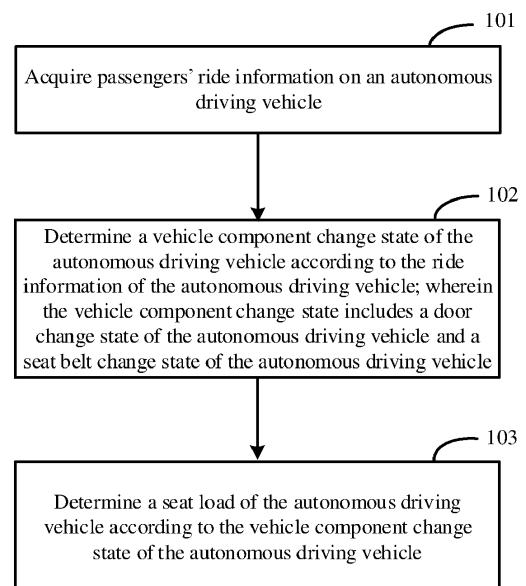 101
Acquire passengers’ ride information on an autonomous
driving vehicle
102
Determine a vehicle component change state of the
autonomous driving vehicle according to the ride
information of the autonomous driving vehicle; wherein
the vehicle component change state includes a door
change state of the autonomous driving vehicle and a
seat belt change state of the autonomous driving vehicle
103
Determine a seat load of the autonomous driving
vehicle according to the vehicle component change
state of the autonomous driving vehicle